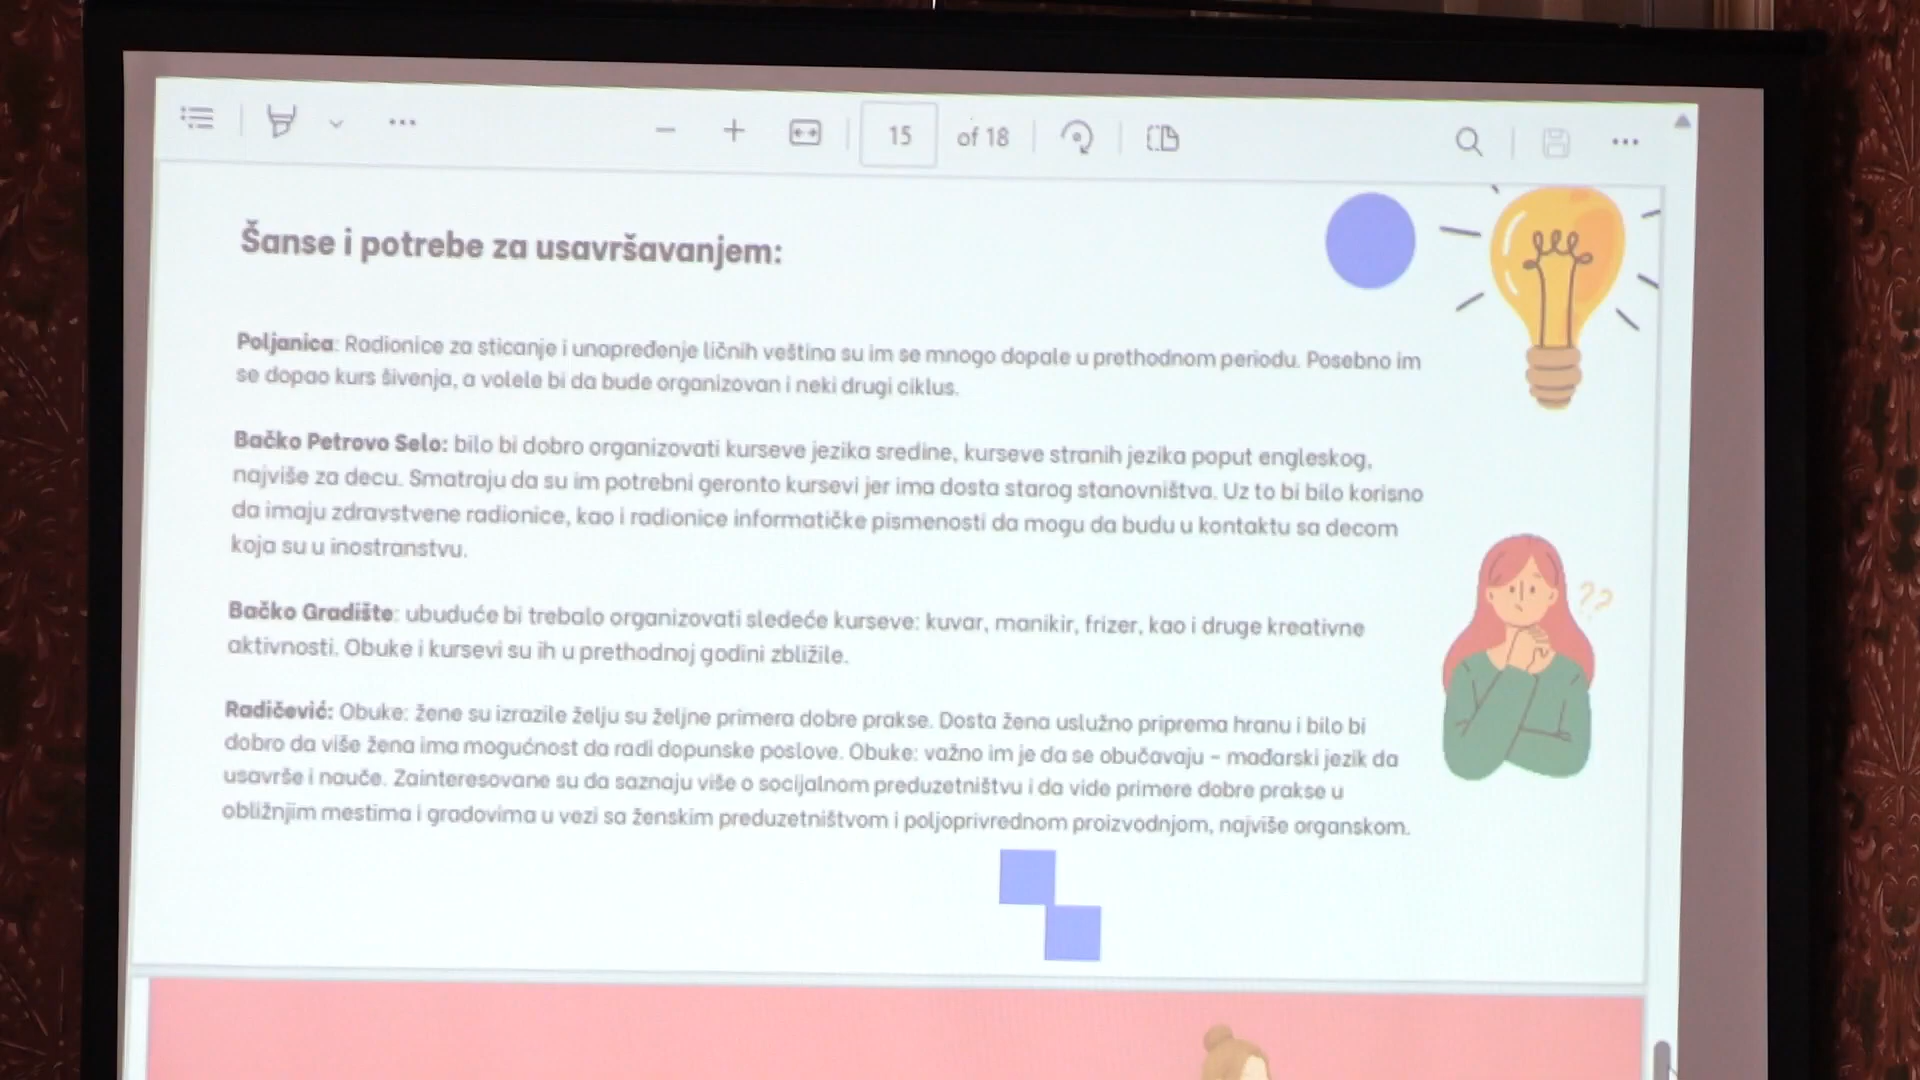 15 of 18
Šanse i potrebe za usavršavanjem:
Poljanica: Radionice za sticanje i unapređenje ličnih veština su im se mnogo dopale u prethodnom periodu. Posebno im
se dopao kurs šivenja, a volele bi da bude organizovan i neki drugi ciklus.
Bačko Petrovo Selo: bilo bi dobro organizovati kurseve jezika sredine, kurseve stranih jezika poput engleskog,
najviše za decu. Smatraju da su im potrebni geronto kursevi jer ima dosta starog stanovništva. Uz to bi bilo korisno
da imaju zdravstvene radionice, kao i radionice informatičke pismenosti da mogu da budu u kontaktu sa decom
koja su u inostranstvu.
Bačko Gradište: ubuduće bi trebalo organizovati sledeće kurseve: kuvar, manikir, frizer, kao i druge kreativne
aktivnosti. Obuke i kursevi su ih u prethodnoj godini zbližile.
Radičević: Obuke: žene su izrazile želju su željne primera dobre prakse. Dosta žena uslužno priprema hranu i bilo bi
dobro da više žena ima mogućnost da radi dopunske poslove. Obuke: važno im je da se obučavaju – mađarski jezik da
usavrše i nauče. Zainteresovane su da saznaju više o socijalnom preduzetništvu i da vide primere dobre prakse u
obližnjim mestima i gradovima u vezi sa ženskim preduzetništvom i poljoprivrednom proizvodnjom, najviše organskom.
??